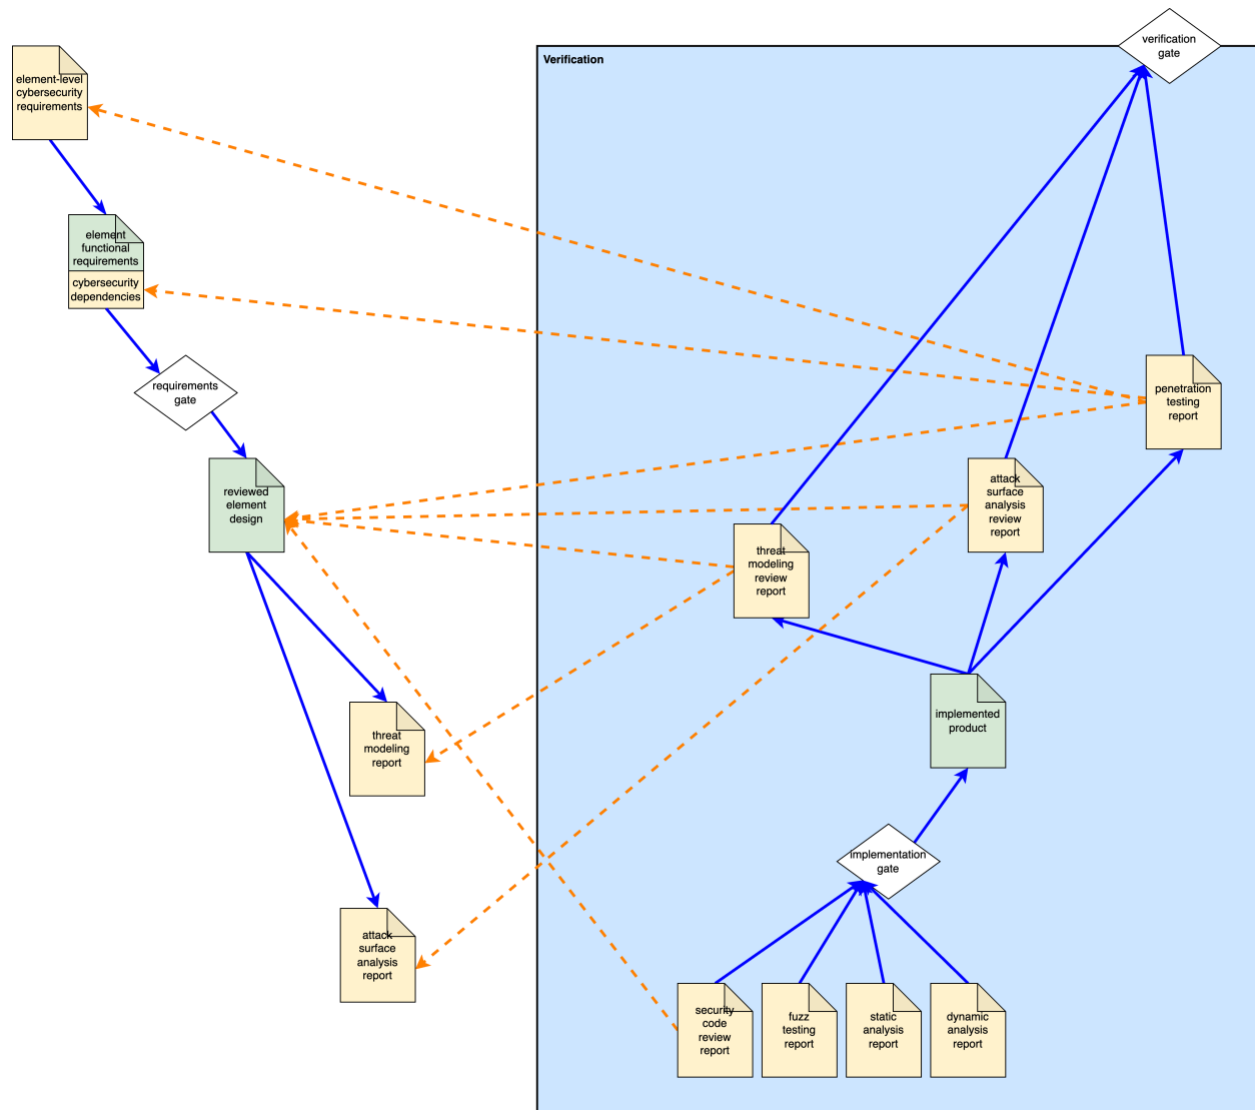 verification
gate
Verification
element-level
cybersecurity
requirements
element
functional
requirements
cybersecurity
dependencies
requirements
gate
penetration
testing
report
reviewed
element
design
attack
surface
analysis
review
report
threat
modeling
review
report
implemented
product
threat
modeling
report
implementation
gate
attack
surface
analysis
report
security
code
review
report
fuzz
testing
report
static
analysis
report
dynamic
analysis
report